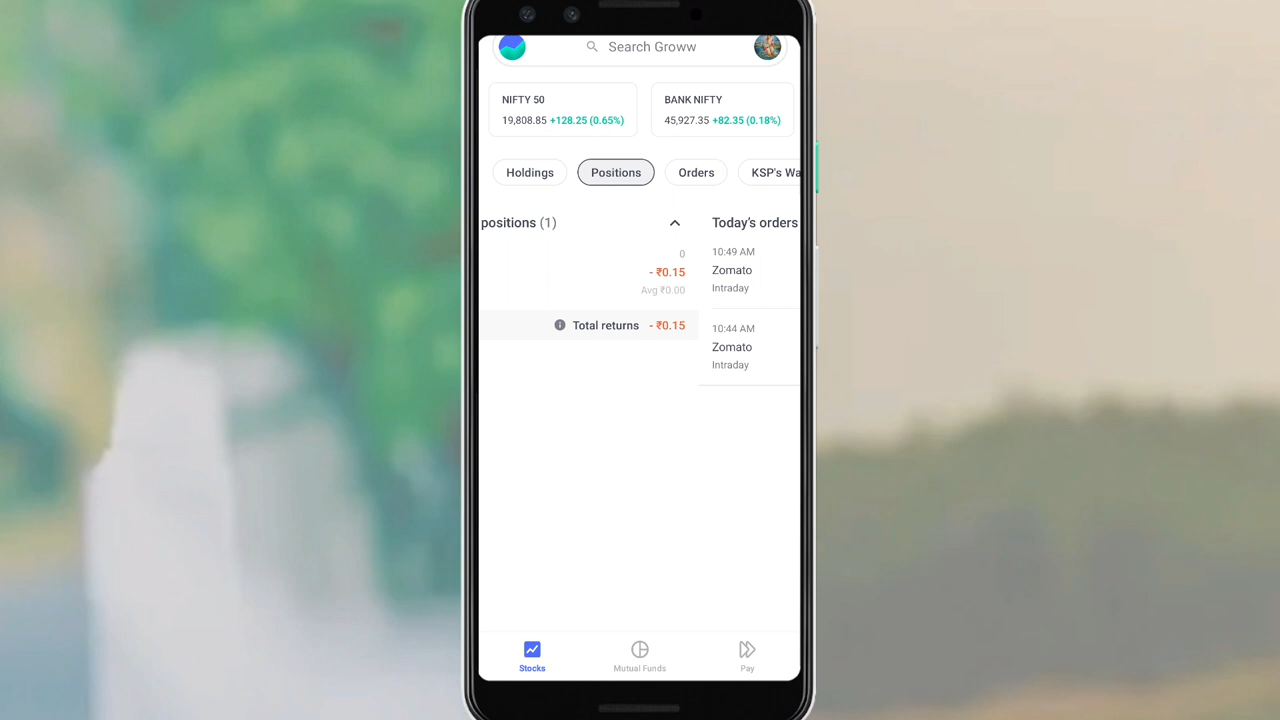 Search Groww
NIFTY 50
19,808.85 +128.25 (0.65%)
BANK NIFTY
45,927.35 +82.35 (0.18%)
Holdings
Positions
Orders
KSP's Wa
positions (1)
0
- ₹0.15
Avg ₹0.00
Total returns - ₹0.15
Today's orders
10:49 AM
Zomato
Intraday
10:44 AM
Zomato
Intraday
Stocks
Mutual Funds
Pay